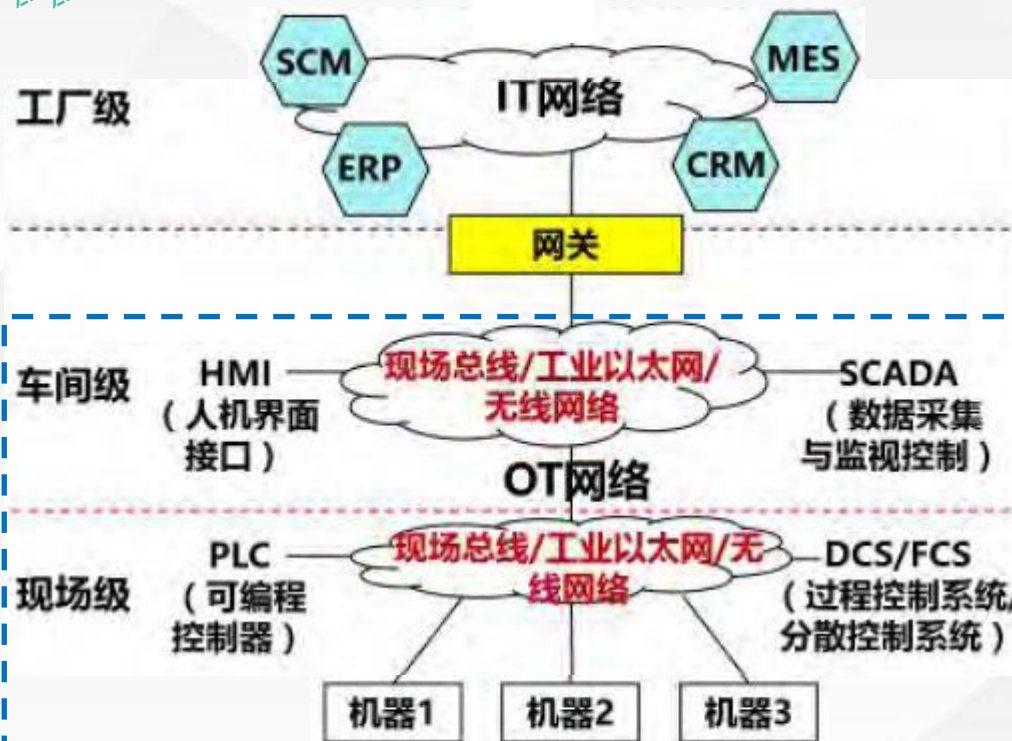 SCM
MES
工厂级
IT网络
ERP
CRM
网关
车间级
HMI
（人机界面
接口）
现场总线/工业以太网/
无线网络
SCADA
（数据采集
与监视控制）
OT网络
现场级
PLC
（可编程
控制器）
现场总线/工业以太网/无
线网络
DCS/FCS
（过程控制系统/
分散控制系统）
机器1
机器2
机器3